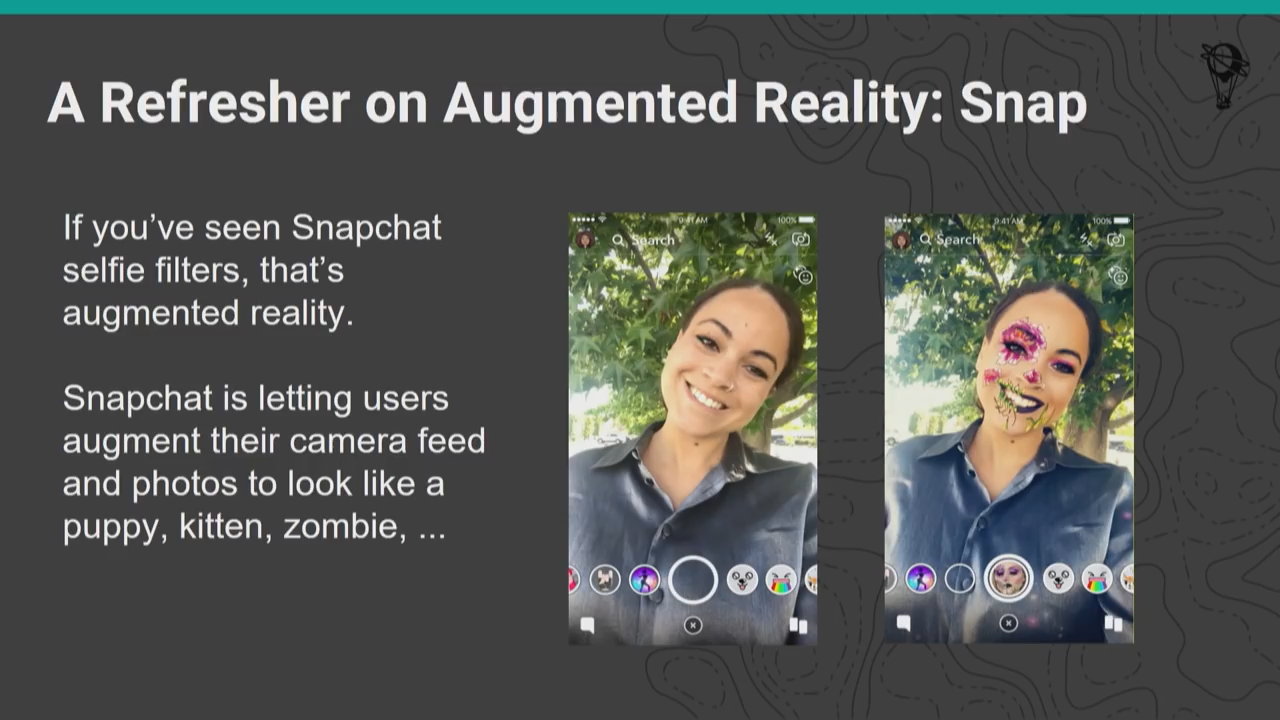 A Refresher on Augmented Reality: Snap
If you’ve seen Snapchat
selfie filters, that’s
augmented reality.
Snapchat is letting users
augment their camera feed
and photos to look like a
puppy, kitten, zombie, ...
9:41 AM 100%
Search
9:41 AM 100%
Search